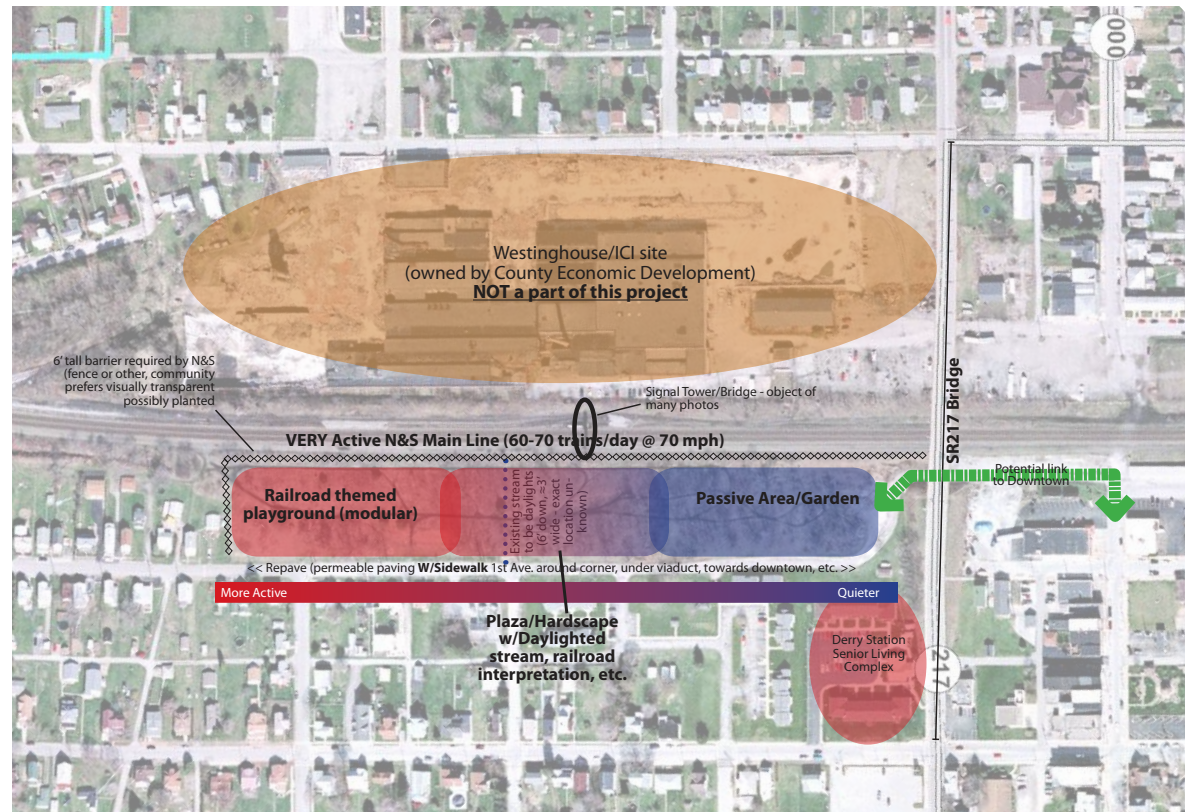 000
Westinghouse/ICI site
(owned by County Economic Development)
NOT a part of this project
6' tall barrier required by N&S
(fence or other, community
prefers visually transparent
possibly planted
Signal Tower/Bridge - object of
many photos
SR217 Bridge
VERY Active N&S Main Line (60-70 trains/day @ 70 mph)
Railroad themed
playground (modular)
Existing stream
to be daylights
(6' down, ≈3'
wide - exact
location un-
known)
Passive Area/Garden
Potential link
to Downtown
<< Repave (permeable paving W/Sidewalk 1st Ave. around corner, under viaduct, towards downtown, etc. >>
More Active
Quieter
Plaza/Hardscape
w/Daylighted
stream, railroad
interpretation, etc.
Derry Station
Senior Living
Complex
217